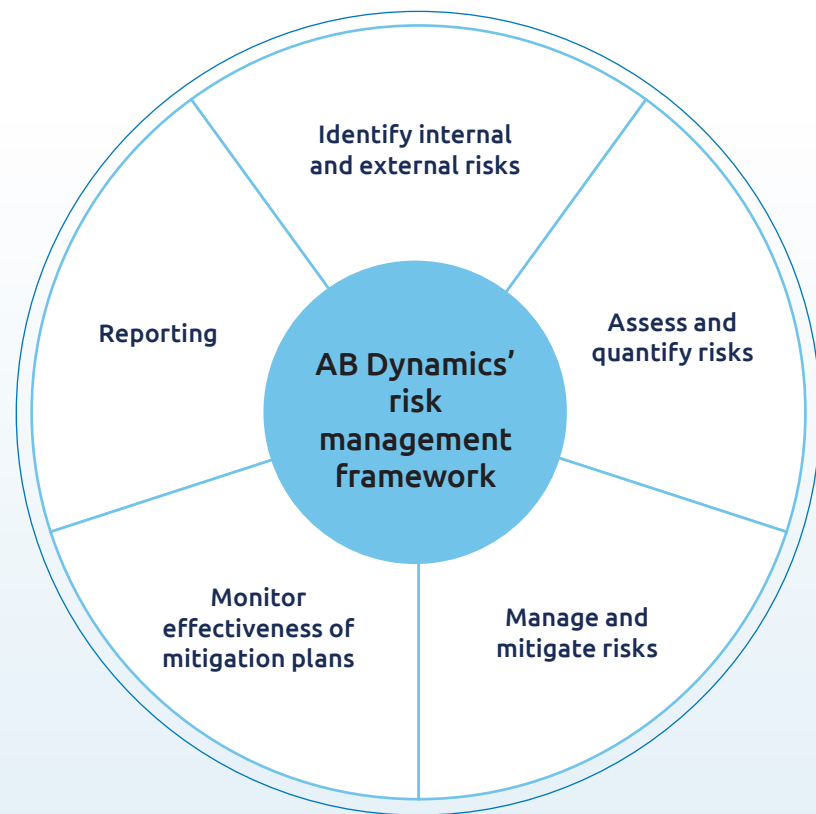 Identify internal
and external risks
Assess and
quantify risks
Manage and
mitigate risks
Monitor
effectiveness of
mitigation plans
Reporting
AB Dynamics’
risk
management
framework